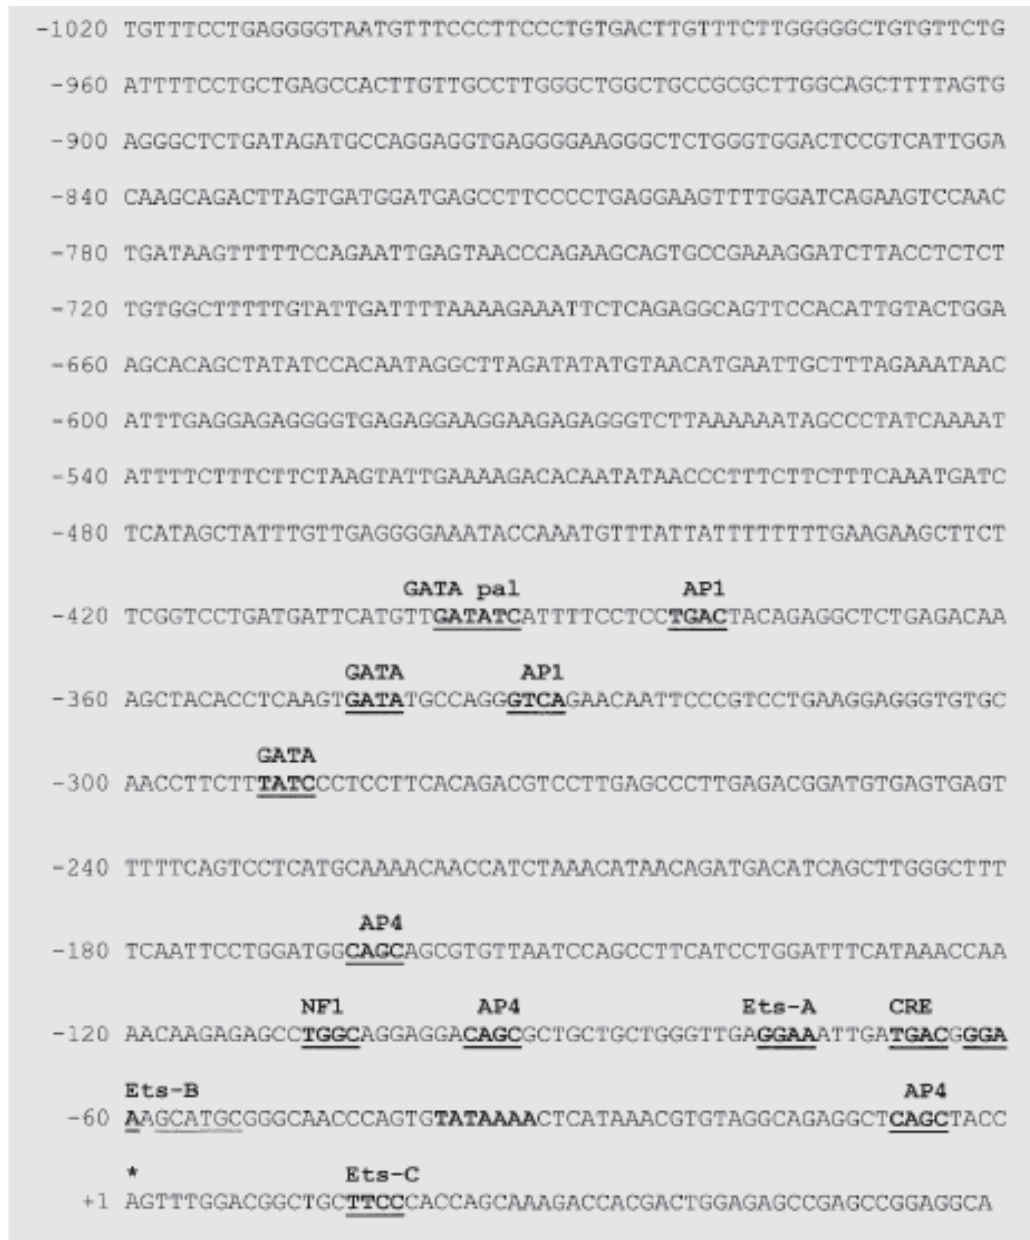 -1020 TGTTTCCTGAGGGGTAATGTTTCCCTTCCCTGTGACTTGTTTCTTGGGGGCTGTGTTCTG
-960 ATTTTCCTGCTGAGCCACTTGTTGCCTTGGGCTGGCTGCCGCGCTTGGCAGCTTTTAGTG
-900 AGGGCTCTGATAGATGCCAGGAGGTGAGGGGAAGGGCTCTGGGTGGACTCCGTCATTGGA
-840 CAAGCAGACTTAGTGATGGATGAGCCTTCCCCTGAGGAAGTTTTGGATCAGAAGTCCAAC
-780 TGATAAGTTTTTCCAGAATTGAGTAACCCAGAAGCAGTGCCGAAAGGATCTTACCTCTCT
-720 TGTGGCTTTTTGTATTGATTTTAAAAGAAATTCTCAGAGGCAGTTCCACATTGTACTGGA
-660 AGCACAGCTATATCCACAATAGGCTTAGATATATGTAACATGAATTGCTTTAGAAATAAC
-600 ATTTGAGGAGAGGGGTGAGAGGAAGGAAGAGAGGGTCTTAAAAAATAGCCCTATCAAAAT
-540 ATTTTCTTTCTTCTAAGTATTGAAAAGACACAATATAACCCTTTCTTCTTTCAAATGATC
-480 TCATAGCTATTTGTTGAGGGGAAATACCAAATGTTTATTATTTTTTTTGAAGAAGCTTCT
GATA pal AP1
-420 TCGGTCCTGATGATTCATGTTGATATCATTTTCCTCCTGACTACAGAGGCTCTGAGACAA
GATA AP1
-360 AGCTACACCTCAAGTGATATGCCAGGGTCAGAACAATTCCCGTCCTGAAGGAGGGTGTGC
GATA
-300 AACCTTCTTTATCCCTCCTTCACAGACGTCCTTGAGCCCTTGAGACGGATGTGAGTGAGT
-240 TTTTCAGTCCTCATGCAAAACAACCATCTAAACATAACAGATGACATCAGCTTGGGCTTT
AP4
-180 TCAATTCCTGGATGGCAGCAGCGTGTTAATCCAGCCTTCATCCTGGATTTCATAAACCAA
NF1 AP4 Ets-A CRE
-120 AACAAGAGAGCCTGGCAGGAGGACAGCGCTGCTGCTGGGTTGAGGAAATTGATGACGGGA
Ets-B AP4
-60 AAGCATGCGGGCAACCCAGTGTATAAAACTCATAAACGTGTAGGCAGAGGCTCAGCTACC
* Ets-C
+1 AGTTTGGACGGCTGCTTCCCACCAGCAAAGACCACGACTGGAGAGCCGAGCCGGAGGCA